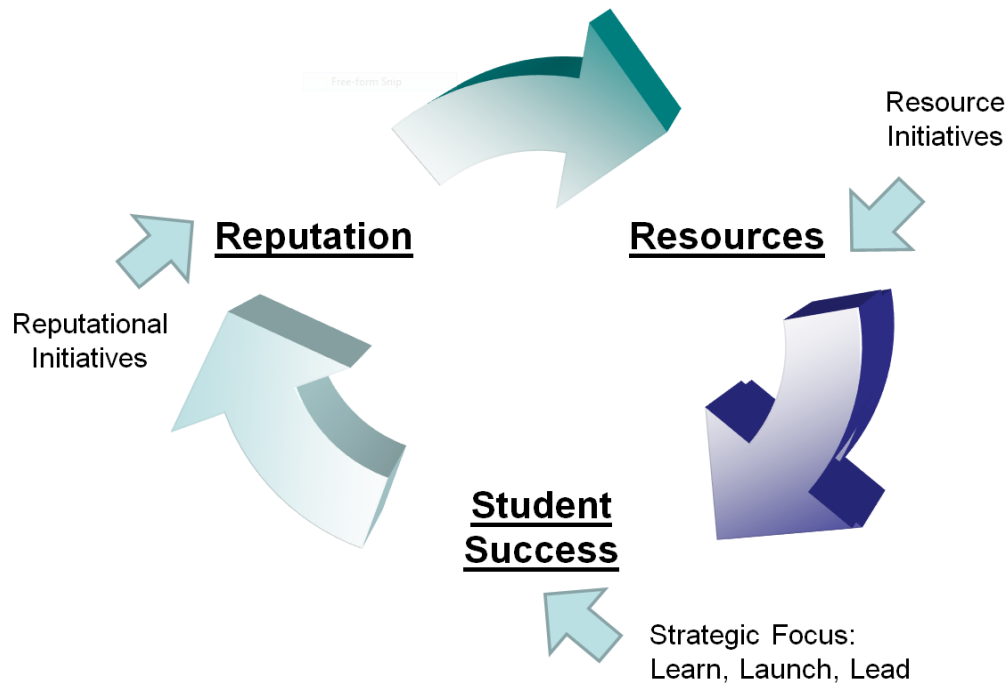 Free-form Snip
Resource
Initiatives
Reputation
Resources
Reputational
Initiatives
Student
Success
Strategic Focus:
Learn, Launch, Lead